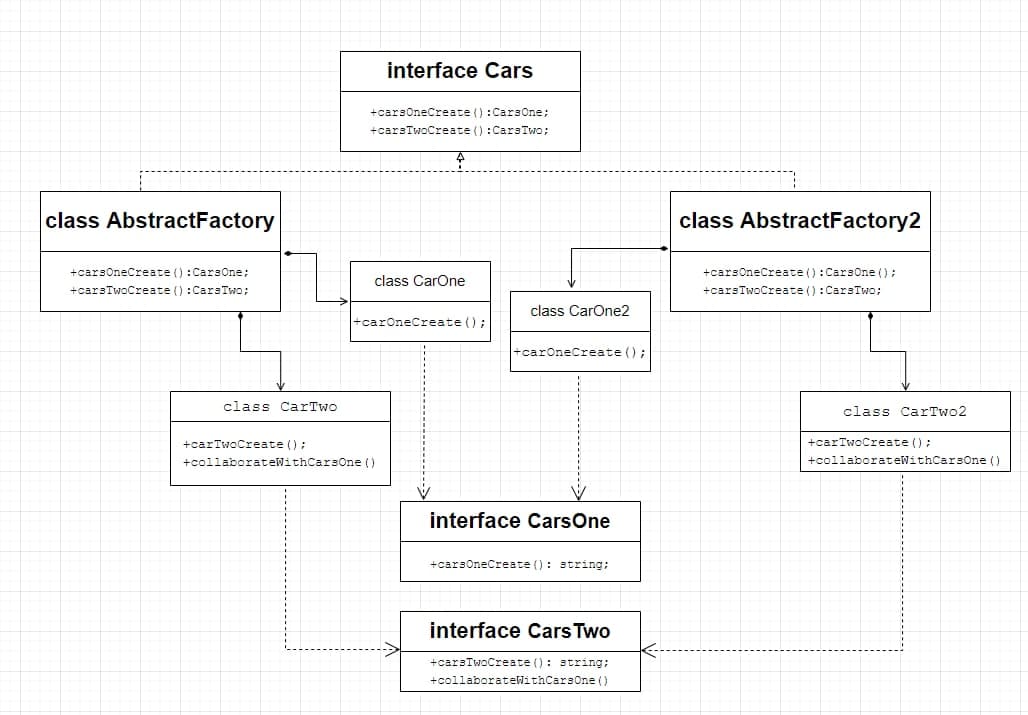 interface Cars
+carsOneCreate():CarsOne;
+carsTwoCreate():CarsTwo;
class AbstractFactory
+carsOneCreate():CarsOne;
+carsTwoCreate():CarsTwo;
class AbstractFactory2
+carsOneCreate():CarsOne();
+carsTwoCreate():CarsTwo;
class CarOne
+carOneCreate();
class CarOne2
+carOneCreate();
class CarTwo
+carTwoCreate();
+collaborateWithCarsOne()
class CarTwo2
+carTwoCreate();
+collaborateWithCarsOne()
interface CarsOne
+carsOneCreate(): string;
interface CarsTwo
+carsTwoCreate(): string;
+collaborateWithCarsOne()